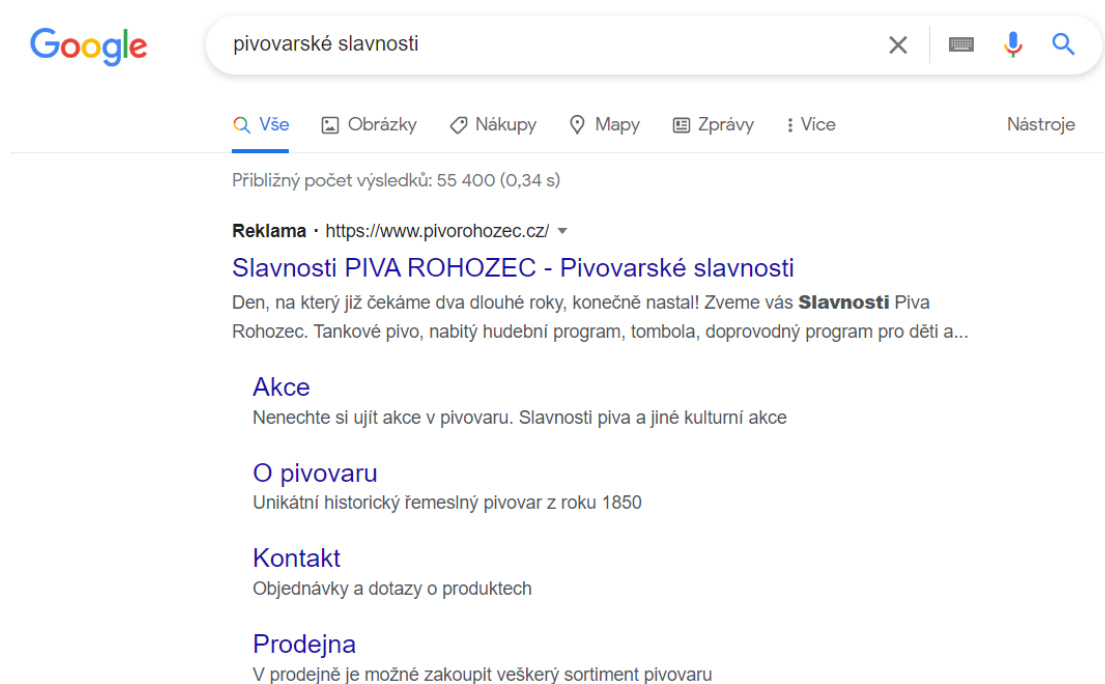 Google
pivovarské slavnosti
Vše Obrázky Nákupy Mapy Zprávy Více Nástroje
Přibližný počet výsledků: 55 400 (0,34 s)
Reklama · https://www.pivorohozec.cz/
Slavnosti PIVA ROHOZEC - Pivovarské slavnosti
Den, na který již čekáme dva dlouhé roky, konečně nastal! Zveme vás Slavnosti Piva
Rohozec. Tankové pivo, nabitý hudební program, tombola, doprovodný program pro děti a...
Akce
Nenechte si ujít akce v pivovaru. Slavnosti piva a jiné kulturní akce
O pivovaru
Unikátní historický řemeslný pivovar z roku 1850
Kontakt
Objednávky a dotazy o produktech
Prodejna
V prodejně je možné zakoupit veškerý sortiment pivovaru